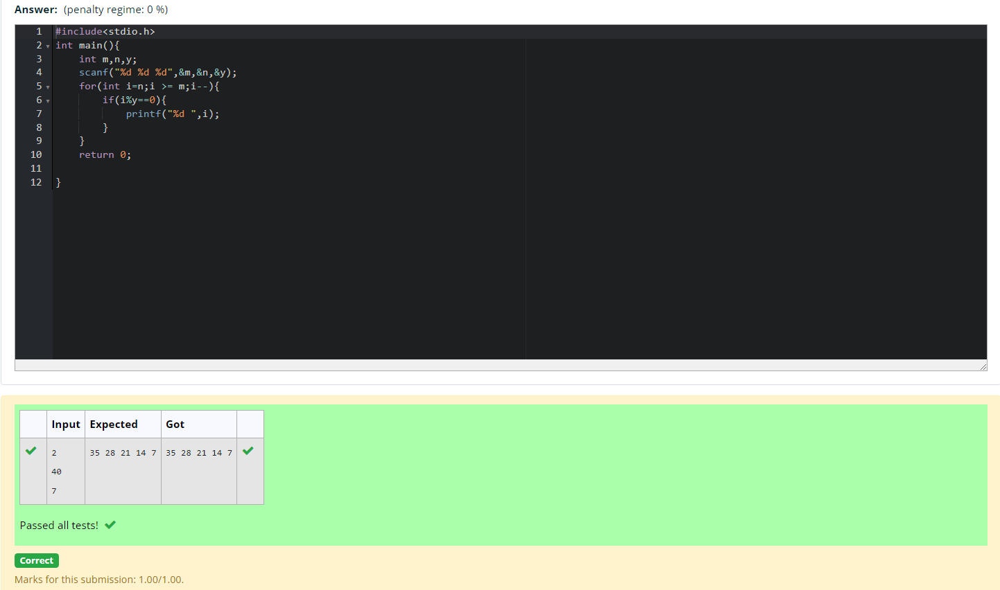 Answer: (penalty regime: 0 %)
1 #include<stdio.h>
2 int main(){
3     int m,n,y;
4     scanf("%d %d %d",&m,&n,&y);
5     for(int i=n;i >= m;i--){
6         if(i%y==0){
7             printf("%d ",i);
8         }
9     }
10     return 0;
11
12 }
Input Expected Got
2 35 28 21 14 7 35 28 21 14 7
40
7
Passed all tests!
Correct
Marks for this submission: 1.00/1.00.